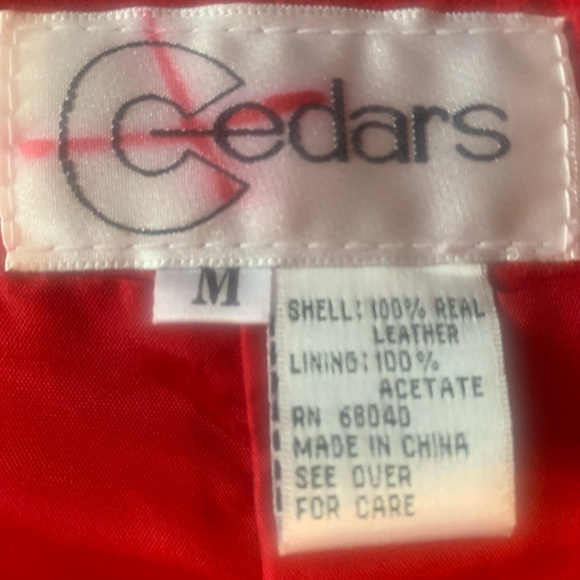 Cedars
M
SHELL: 100% REAL
LEATHER
LINING: 100%
ACETATE
RN 68040
MADE IN CHINA
SEE OVER
FOR CARE